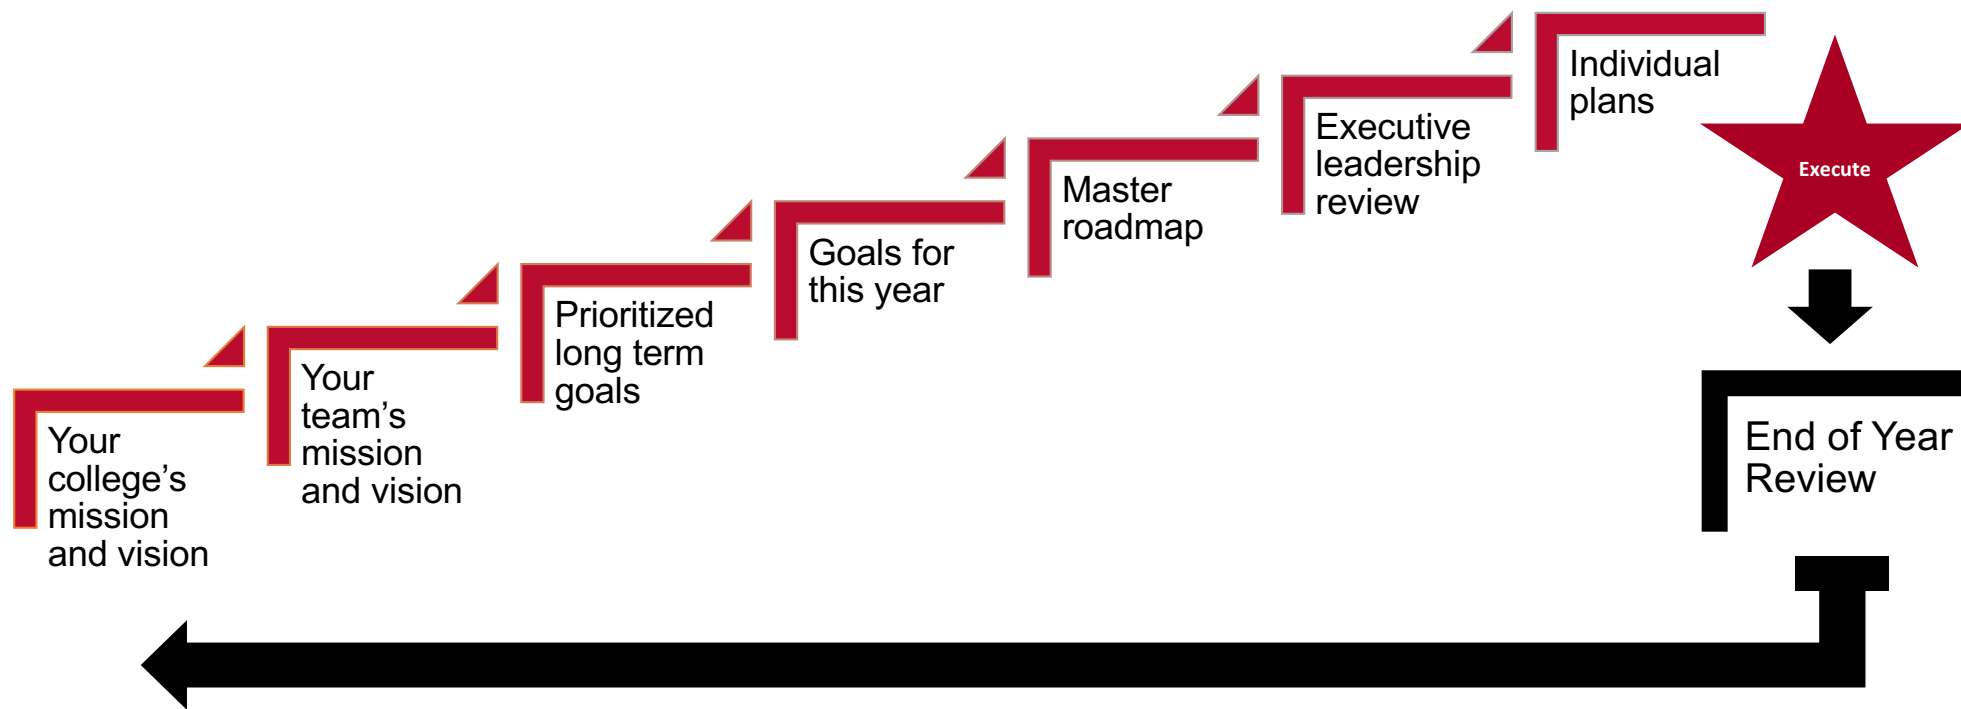 Your
college’s
mission
and vision
Your
team’s
mission
and vision
Prioritized
long term
goals
Goals for
this year
Master
roadmap
Executive
leadership
review
Individual
plans
Execute
End of Year
Review